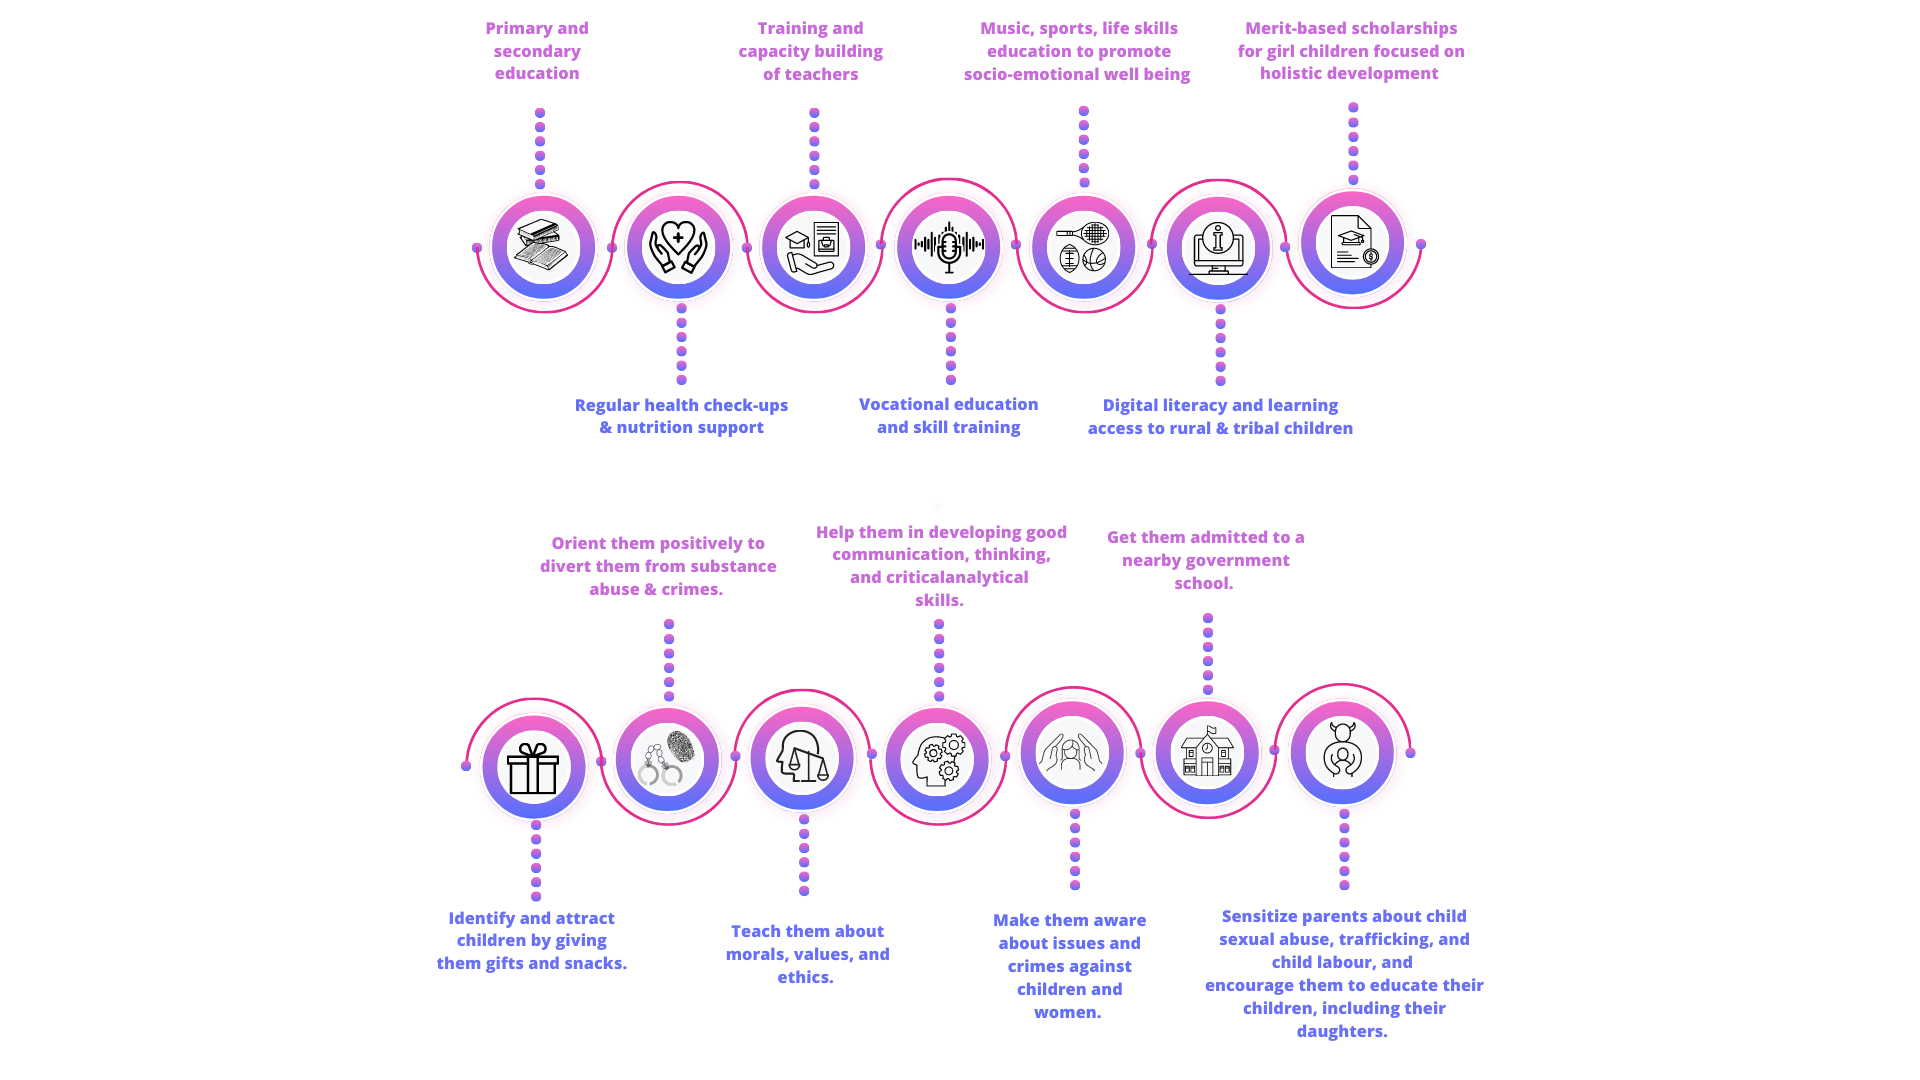 Primary and
secondary
education
Training and
capacity building
of teachers
Music, sports, life skills
education to promote
socio-emotional well being
Merit-based scholarships
for girl children focused on
holistic development
Regular health check-ups
& nutrition support
Vocational education
and skill training
Digital literacy and learning
access to rural & tribal children
Orient them positively to
divert them from substance
abuse & crimes.
Help them in developing good
communication, thinking,
and criticalanalytical
skills.
Get them admitted to a
nearby government
school.
Identify and attract
children by giving
them gifts and snacks.
Teach them about
morals, values, and
ethics.
Make them aware
about issues and
crimes against
children and
women.
Sensitize parents about child
sexual abuse, trafficking, and
child labour, and
encourage them to educate their
children, including their
daughters.